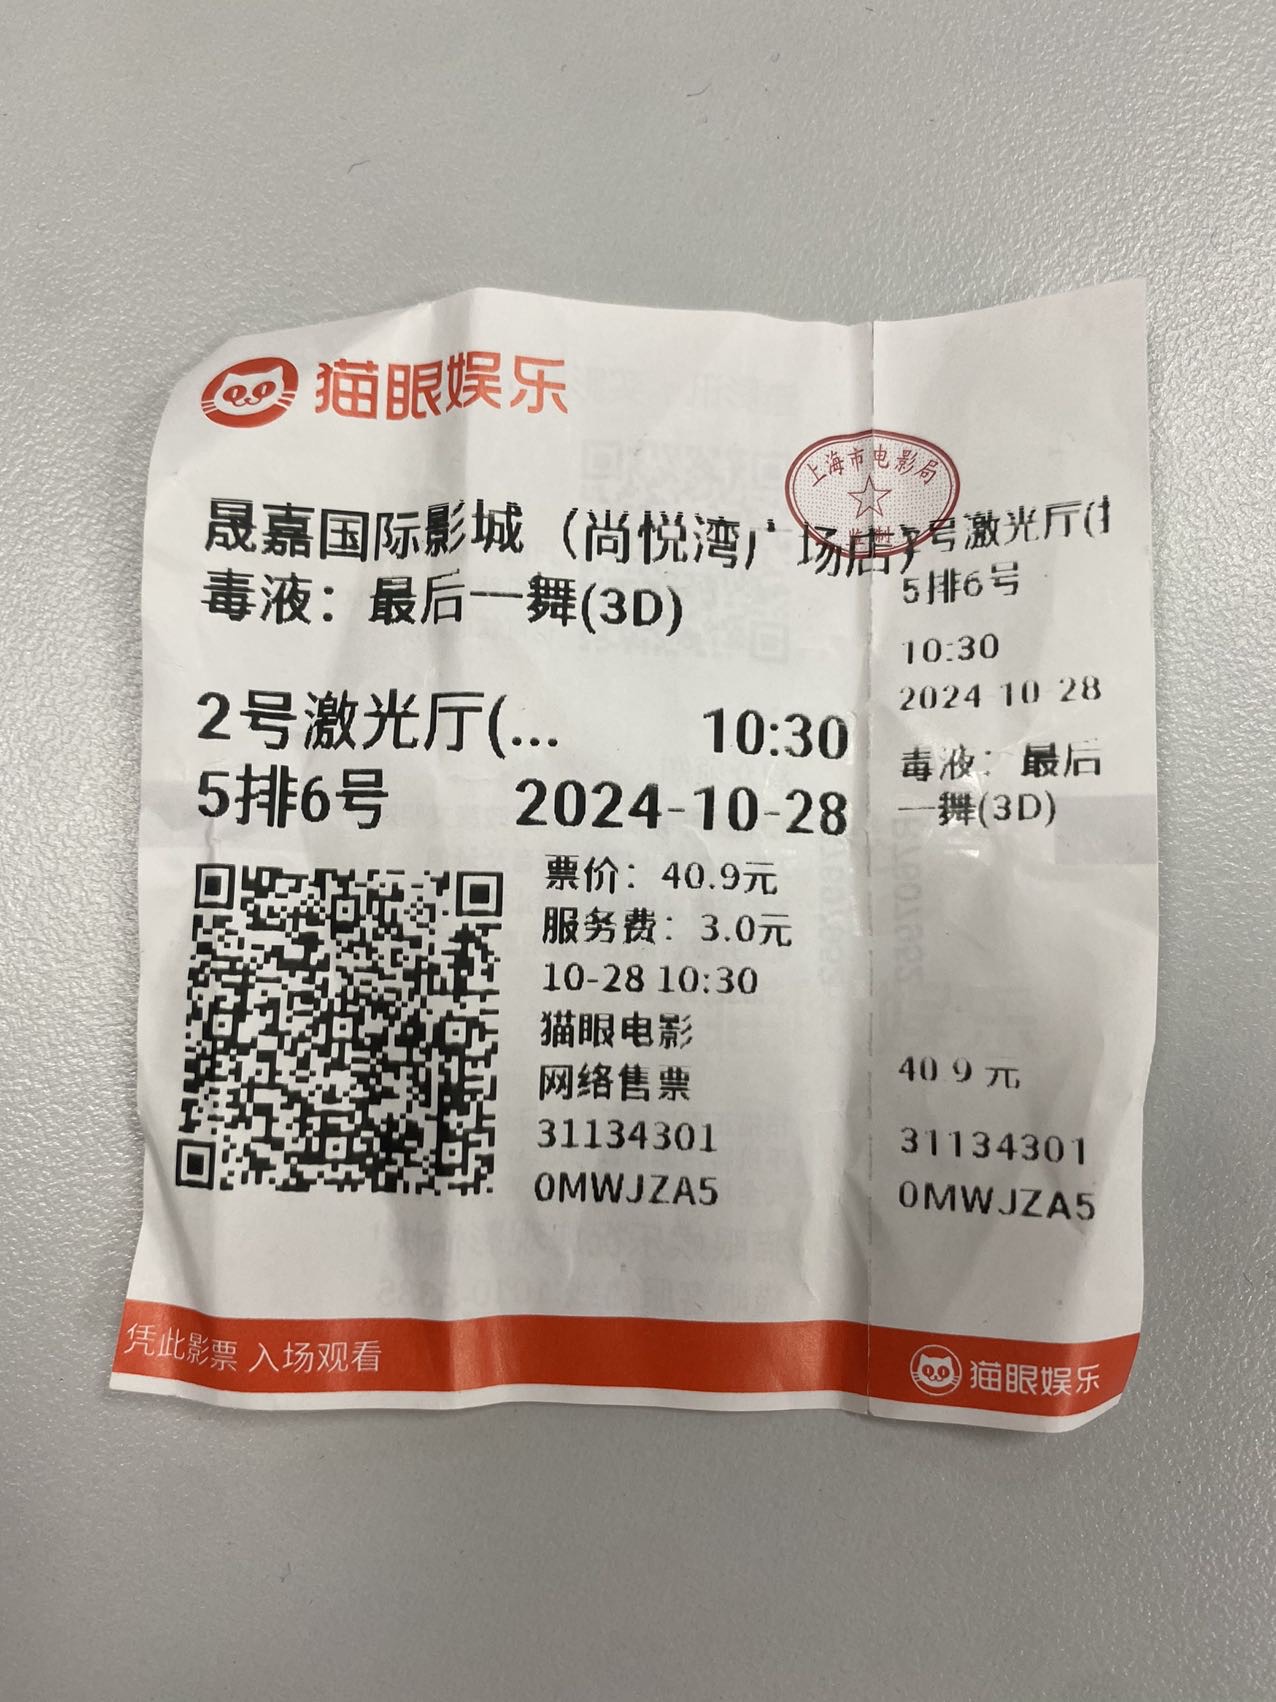 猫眼娱乐
上海市电影局
监制
晟嘉国际影城（尚悦湾广场店）
毒液：最后一舞(3D)
2号激光厅(...
10:30
5排6号
2024-10-28
票价：40.9元
服务费：3.0元
10-28 10:30
猫眼电影
网络售票
31134301
0MWJZA5
凭此影票 入场观看
号激光厅(
5排6号
10:30
2024-10-28
毒液：最后
一舞(3D)
40.9 元
31134301
0MWJZA5
猫眼娱乐